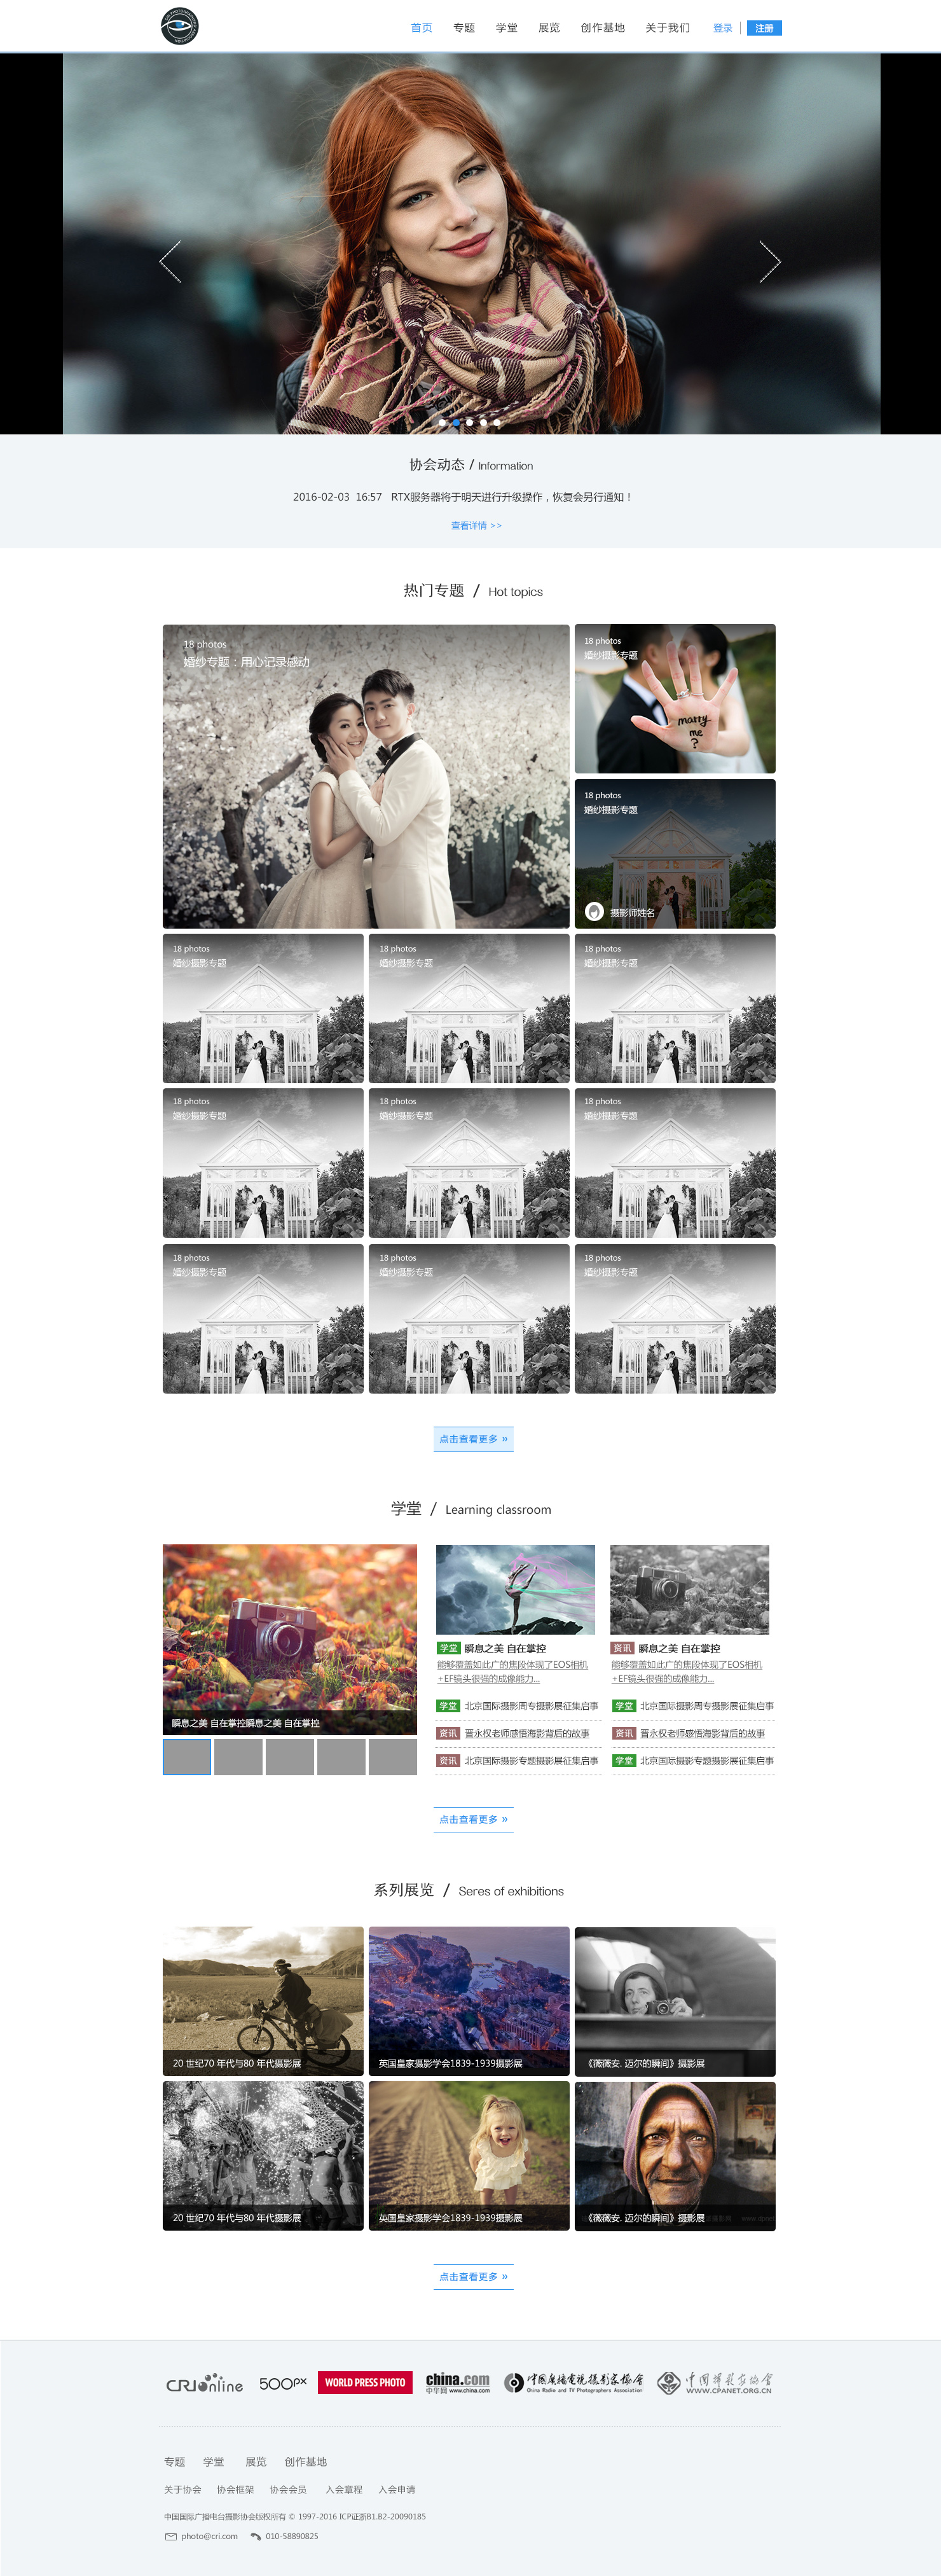 首页 专题 学堂 展览 创作基地 关于我们 登录 注册
协会动态 / Information
2016-02-03 16:57 RTX服务器将于明天进行升级操作，恢复会另行通知！
查看详情 >>
热门专题 / Hot topics
18 photos
婚纱专题：用心记录感动
18 photos
婚纱摄影专题
marry
me
?
18 photos
婚纱摄影专题
摄影师姓名
18 photos
婚纱摄影专题
18 photos
婚纱摄影专题
18 photos
婚纱摄影专题
18 photos
婚纱摄影专题
18 photos
婚纱摄影专题
18 photos
婚纱摄影专题
18 photos
婚纱摄影专题
18 photos
婚纱摄影专题
18 photos
婚纱摄影专题
点击查看更多 »
学堂 / Learning classroom
瞬息之美 自在掌控瞬息之美 自在掌控
学堂 瞬息之美 自在掌控
能够覆盖如此广的焦段体现了EOS相机
+EF镜头很强的成像能力...
学堂 北京国际摄影周专摄影展征集启事
资讯 晋永权老师感悟海影背后的故事
资讯 北京国际摄影专题摄影展征集启事
资讯 瞬息之美 自在掌控
能够覆盖如此广的焦段体现了EOS相机
+EF镜头很强的成像能力...
学堂 北京国际摄影周专摄影展征集启事
资讯 晋永权老师感悟海影背后的故事
学堂 北京国际摄影专题摄影展征集启事
点击查看更多 »
系列展览 / Seres of exhibitions
20 世纪70 年代与80 年代摄影展
英国皇家摄影学会1839-1939摄影展
《薇薇安. 迈尔的瞬间》摄影展
20 世纪70 年代与80 年代摄影展
英国皇家摄影学会1839-1939摄影展
《薇薇安. 迈尔的瞬间》摄影展
点击查看更多 »
CRI online
500px
WORLD PRESS PHOTO
china.com
中华网 www.china.com
中国广播电视摄影家协会
China Radio and TV Photographers Association
中国摄影家协会
WWW.CPANET.ORG.CN
专题 学堂 展览 创作基地
关于协会 协会框架 协会会员 入会章程 入会申请
中国国际广播电台摄影协会版权所有 © 1997-2016 ICP证浙B1.B2-20090185
photo@cri.com 010-58890825